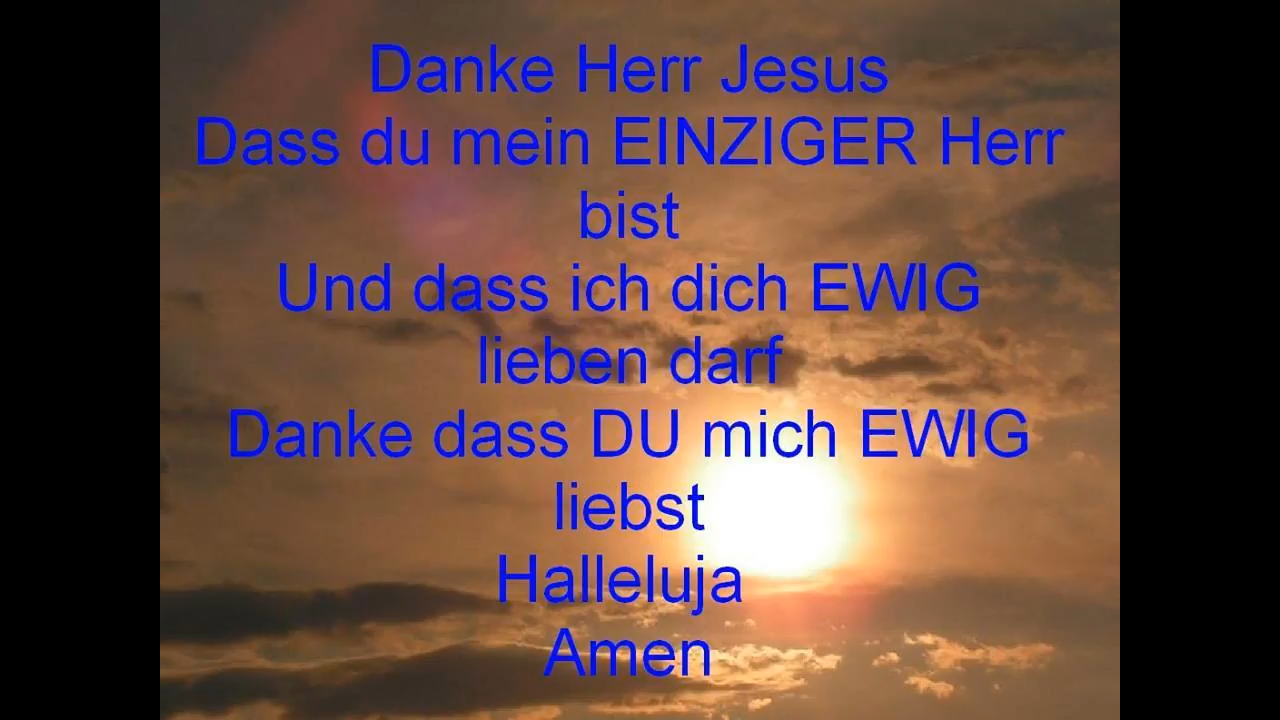 Danke Herr Jesus
Dass du mein EINZIGER Herr
bist
Und dass ich dich EWIG
lieben darf
Danke dass DU mich EWIG
liebst
Halleluja
Amen